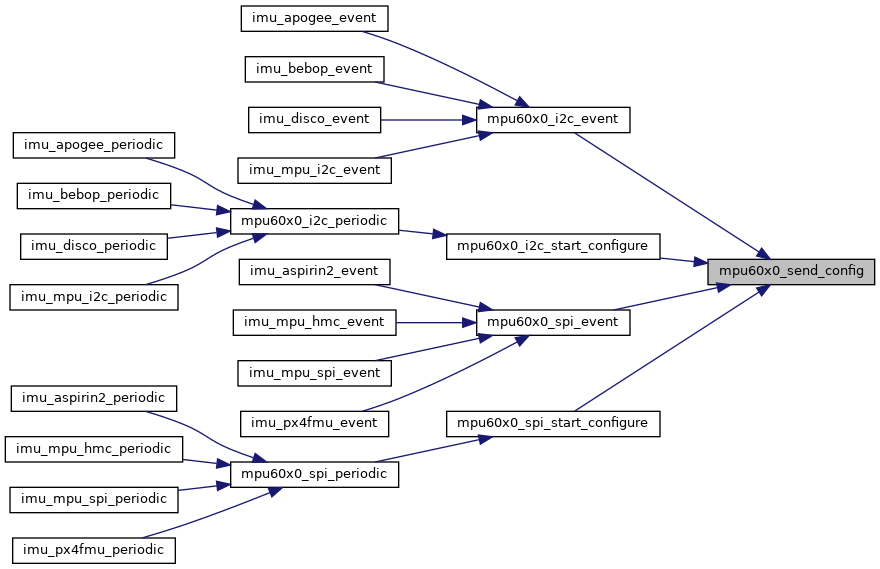 imu_apogee_event
imu_bebop_event
mpu60x0_i2c_event
imu_disco_event
imu_apogee_periodic
imu_mpu_i2c_event
imu_bebop_periodic
mpu60x0_i2c_periodic
imu_disco_periodic
mpu60x0_i2c_start_configure
imu_aspirin2_event
mpu60x0_send_config
imu_mpu_i2c_periodic
imu_mpu_hmc_event
mpu60x0_spi_event
imu_mpu_spi_event
imu_aspirin2_periodic
imu_px4fmu_event
mpu60x0_spi_start_configure
imu_mpu_hmc_periodic
mpu60x0_spi_periodic
imu_mpu_spi_periodic
imu_px4fmu_periodic